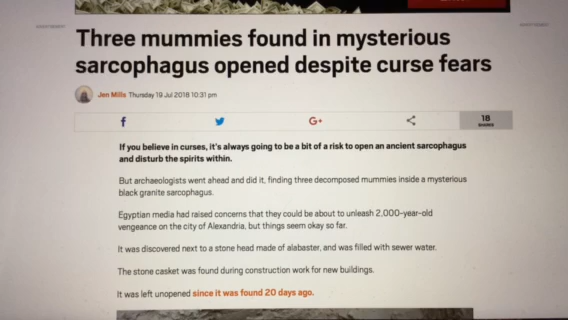 Three mummies found in mysterious
sarcophagus opened despite curse fears
Jen Mills Thursday 19 Jul 2018 10:31 pm
f G+ 18
SHARES
If you believe in curses, it's always going to be a bit of a risk to open an ancient sarcophagus
and disturb the spirits within.
But archaeologists went ahead and did it, finding three decomposed mummies inside a mysterious
black granite sarcophagus.
Egyptian media had raised concerns that they could be about to unleash 2,000-year-old
vengeance on the city of Alexandria, but things seem okay so far.
It was discovered next to a stone head made of alabaster, and was filled with sewer water.
The stone casket was found during construction work for new buildings.
It was left unopened since it was found 20 days ago.